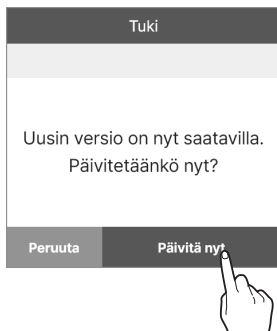 Tuki
Uusin versio on nyt saatavilla.
Päivitetäänkö nyt?
Peruuta
Päivitä nyt